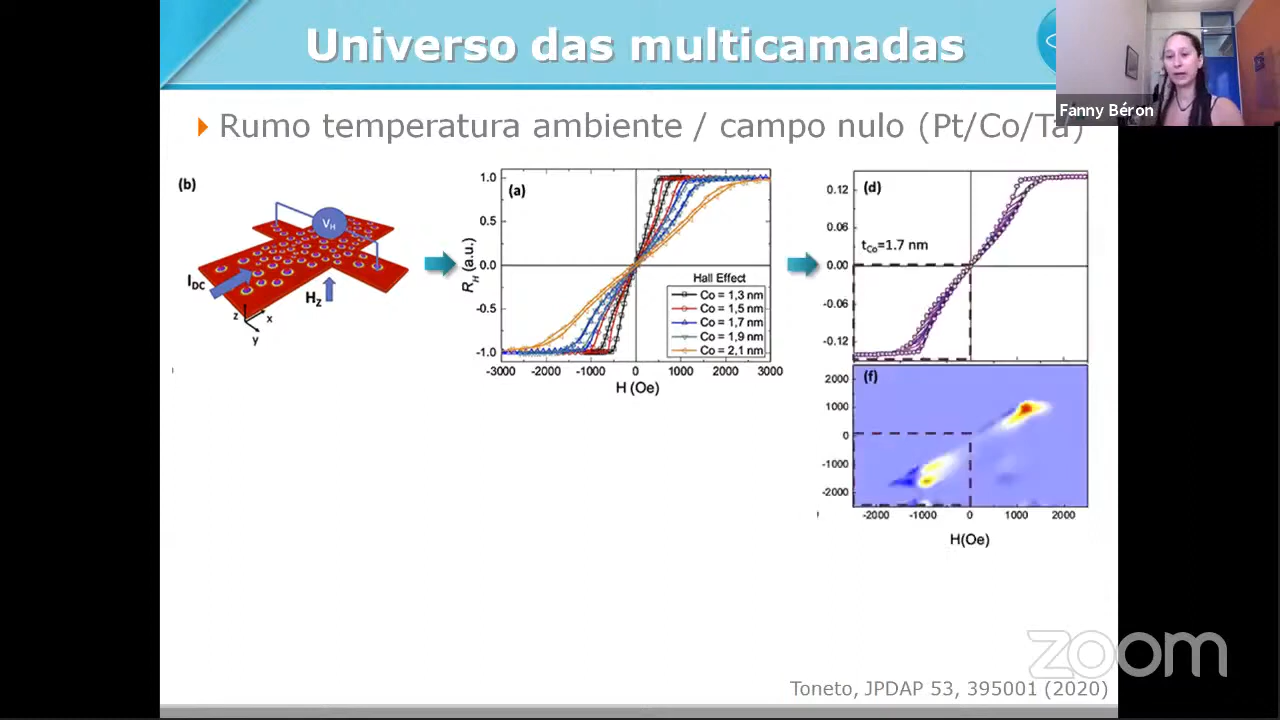 Universo das multicamadas
Fanny Béron
Rumo temperatura ambiente / campo nulo (Pt/Co/Ta)
(b)
V_H
I_DC
H_Z
z
x
y
(a)
1.0
0.5
0.0
-0.5
-1.0
R_H (a.u.)
Hall Effect
Co = 1,3 nm
Co = 1,5 nm
Co = 1,7 nm
Co = 1,9 nm
Co = 2,1 nm
-3000 -2000 -1000 0 1000 2000 3000
H (Oe)
(d)
0.12
0.06
t_Co=1.7 nm
0.00
-0.06
-0.12
(f)
2000
1000
0
-1000
-2000
-2000 -1000 0 1000 2000
H(Oe)
zoom
Toneto, JPDAP 53, 395001 (2020)